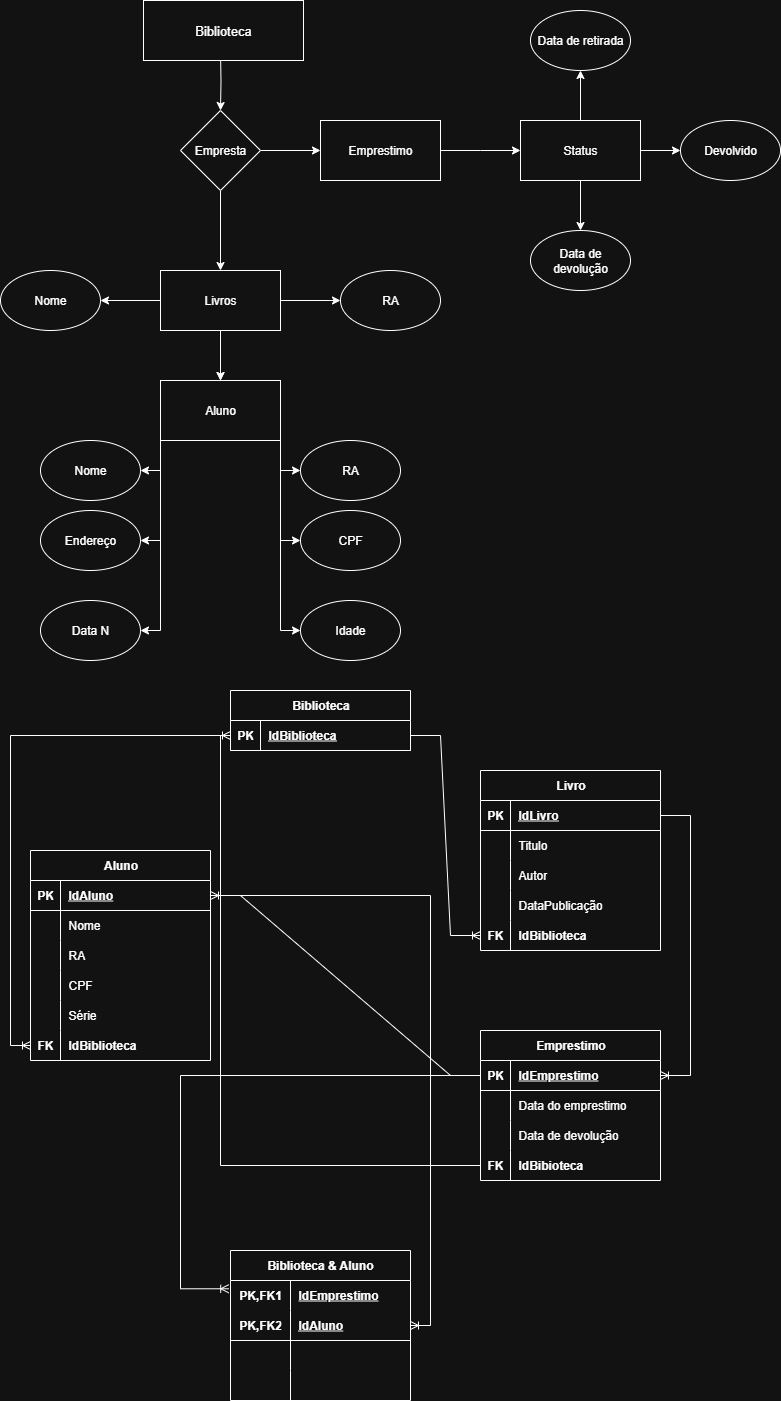 Biblioteca
Data de retirada
Empresta
Emprestimo
Status
Devolvido
Data de
devolução
Nome
Livros
RA
Aluno
Nome
RA
Endereço
CPF
Data N
Idade
Biblioteca
PK IdBiblioteca
Livro
PK IdLivro
Titulo
Autor
DataPublicação
FK IdBiblioteca
Aluno
PK IdAluno
Nome
RA
CPF
Série
FK IdBiblioteca
Emprestimo
PK IdEmprestimo
Data do emprestimo
Data de devolução
FK IdBibioteca
Biblioteca & Aluno
PK,FK1 IdEmprestimo
PK,FK2 IdAluno